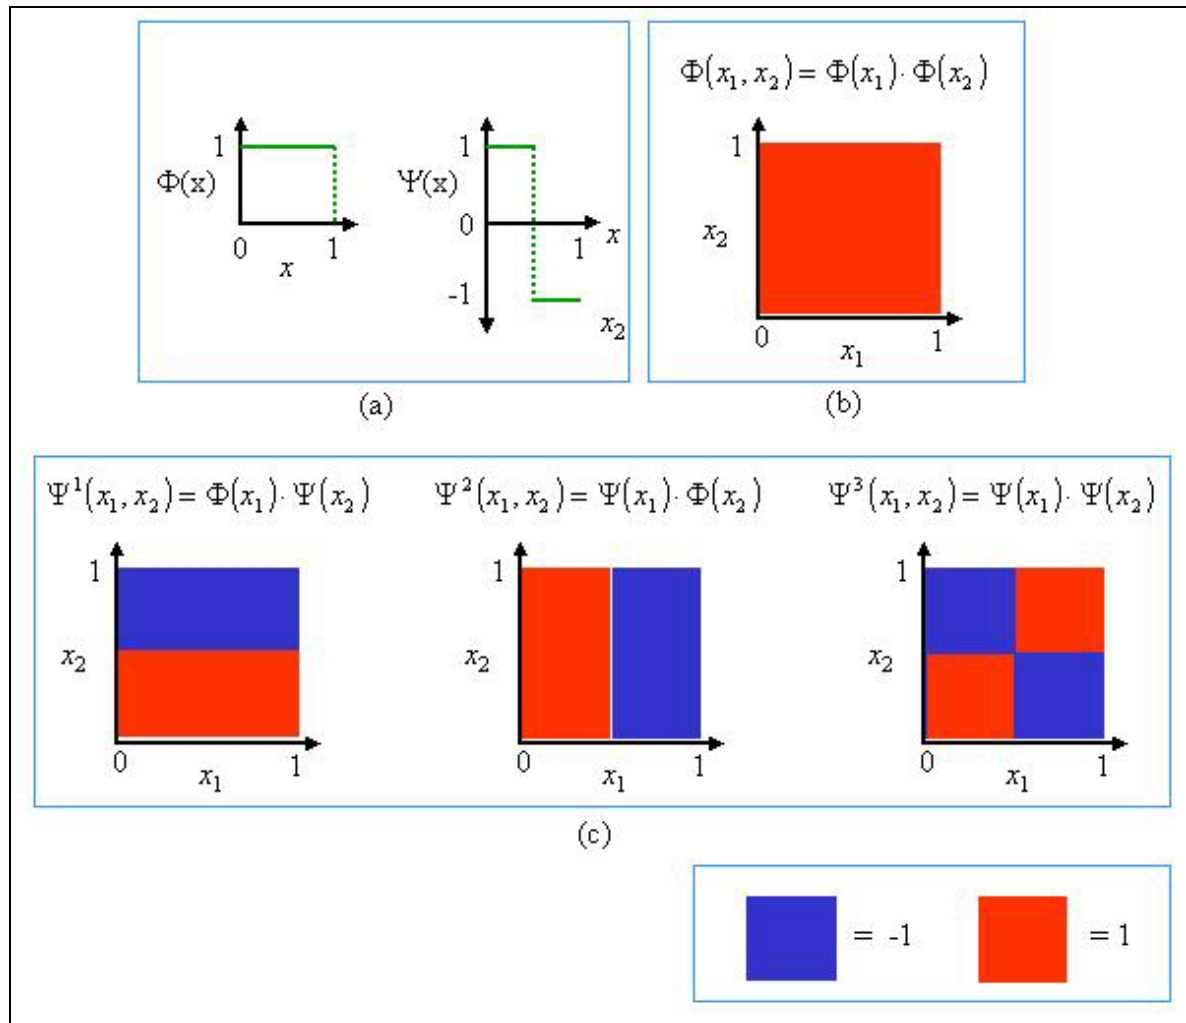 1
Φ(x)
0
1
x
1
Ψ(x)
0
1
x
-1
x₂
(a)
Φ(x₁, x₂) = Φ(x₁) · Φ(x₂)
1
x₂
0
1
x₁
(b)
Ψ¹(x₁, x₂) = Φ(x₁) · Ψ(x₂)
1
x₂
0
1
x₁
Ψ²(x₁, x₂) = Ψ(x₁) · Φ(x₂)
1
x₂
0
1
x₁
Ψ³(x₁, x₂) = Ψ(x₁) · Ψ(x₂)
1
x₂
0
1
x₁
(c)
= -1
= 1